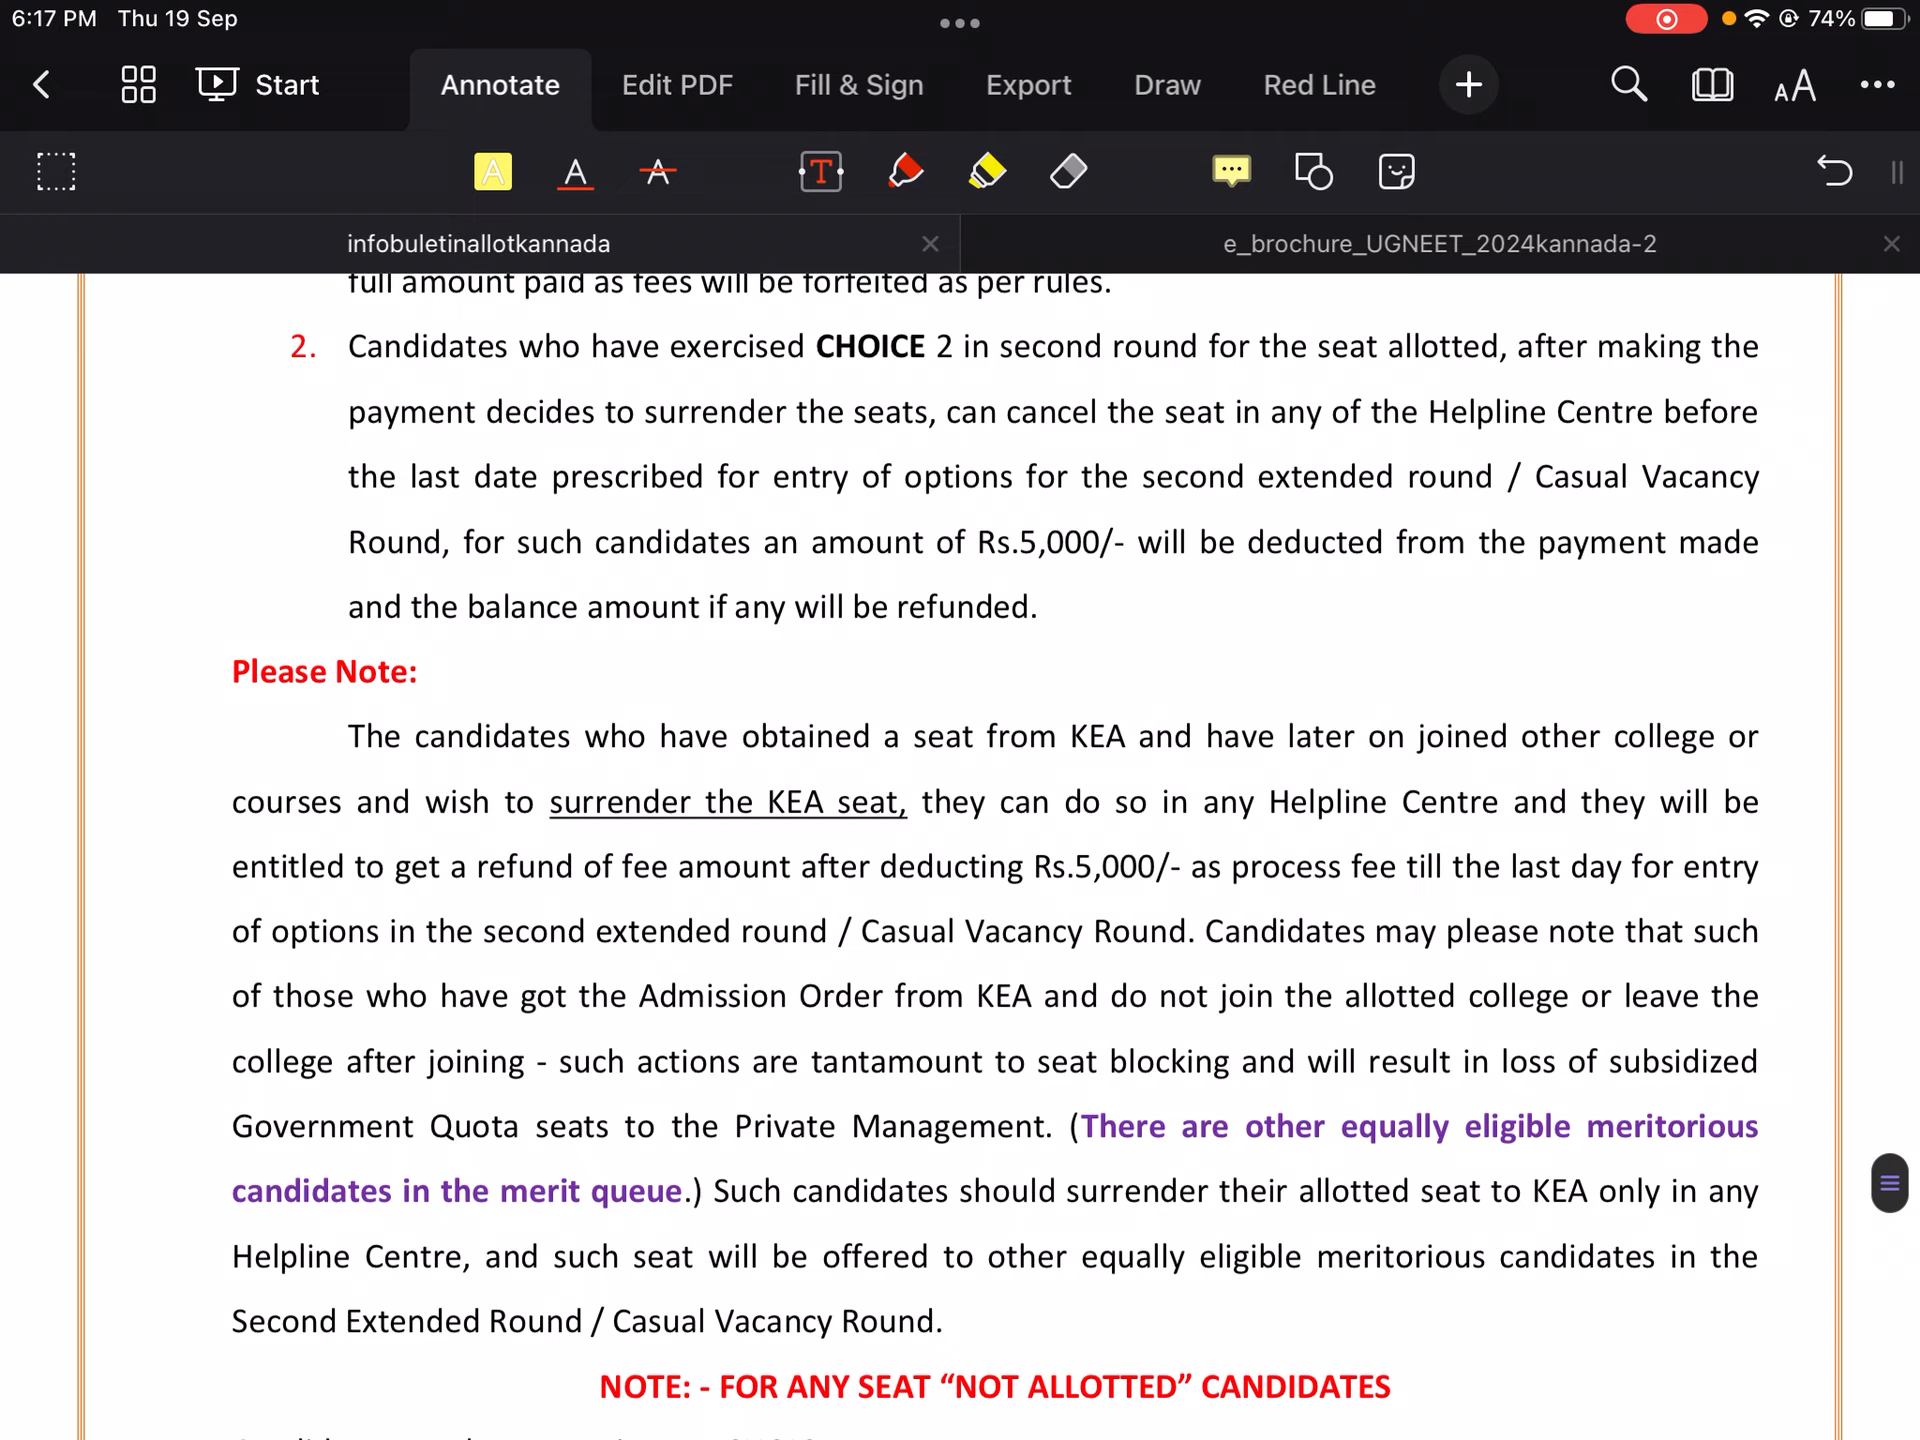 6:17 PM Thu 19 Sep
74%
Start
Annotate
Edit PDF
Fill & Sign
Export
Draw
Red Line
infobuletinallotkannada
e_brochure_UGNEET_2024kannada-2
full amount paid as fees will be forfeited as per rules.
2. Candidates who have exercised CHOICE 2 in second round for the seat allotted, after making the
payment decides to surrender the seats, can cancel the seat in any of the Helpline Centre before
the last date prescribed for entry of options for the second extended round / Casual Vacancy
Round, for such candidates an amount of Rs.5,000/- will be deducted from the payment made
and the balance amount if any will be refunded.
Please Note:
The candidates who have obtained a seat from KEA and have later on joined other college or
courses and wish to surrender the KEA seat, they can do so in any Helpline Centre and they will be
entitled to get a refund of fee amount after deducting Rs.5,000/- as process fee till the last day for entry
of options in the second extended round / Casual Vacancy Round. Candidates may please note that such
of those who have got the Admission Order from KEA and do not join the allotted college or leave the
college after joining - such actions are tantamount to seat blocking and will result in loss of subsidized
Government Quota seats to the Private Management. (There are other equally eligible meritorious
candidates in the merit queue.) Such candidates should surrender their allotted seat to KEA only in any
Helpline Centre, and such seat will be offered to other equally eligible meritorious candidates in the
Second Extended Round / Casual Vacancy Round.
NOTE: - FOR ANY SEAT “NOT ALLOTTED” CANDIDATES